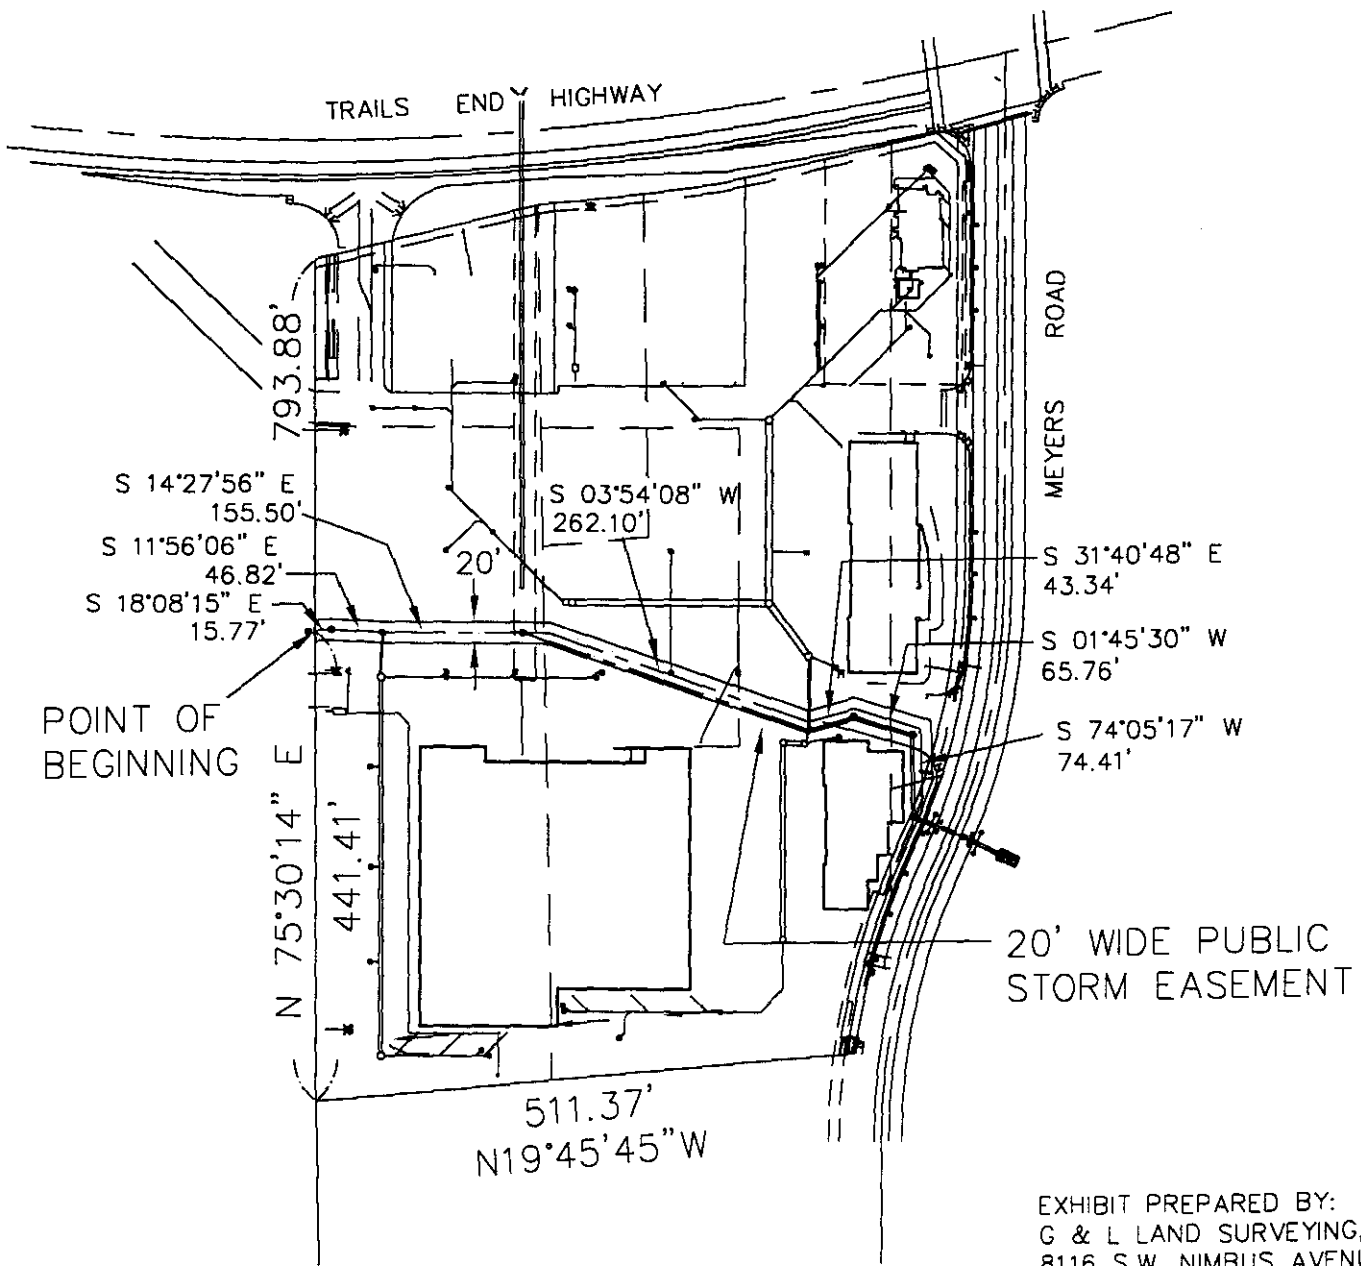 TRAILS END HIGHWAY
793.88'
MEYERS ROAD
S 14°27'56" E
155.50'
S 11°56'06" E
46.82'
S 18°08'15" E
15.77'
20'
S 03°54'08" W
262.10'
S 31°40'48" E
43.34'
S 01°45'30" W
65.76'
S 74°05'17" W
74.41'
POINT OF
BEGINNING
N 75°30'14" E
441.41'
20' WIDE PUBLIC
STORM EASEMENT
511.37'
N19°45'45"W
EXHIBIT PREPARED BY:
G & L LAND SURVEYING,
8116 S.W. NIMBUS AVENU